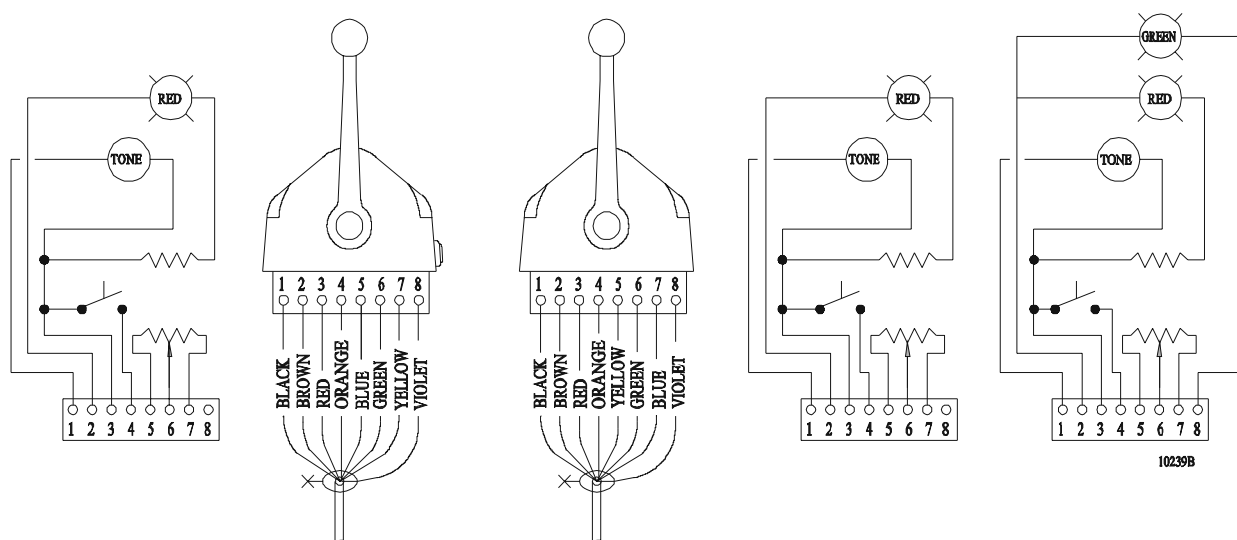 GREEN
RED
RED
RED
TONE
TONE
TONE
1 2 3 4 5 6 7 8
1 2 3 4 5 6 7 8
BLACK
BROWN
RED
ORANGE
BLUE
GREEN
YELLOW
VIOLET
BLACK
BROWN
RED
ORANGE
YELLOW
GREEN
BLUE
VIOLET
1 2 3 4 5 6 7 8
1 2 3 4 5 6 7 8
1 2 3 4 5 6 7 8
10239B